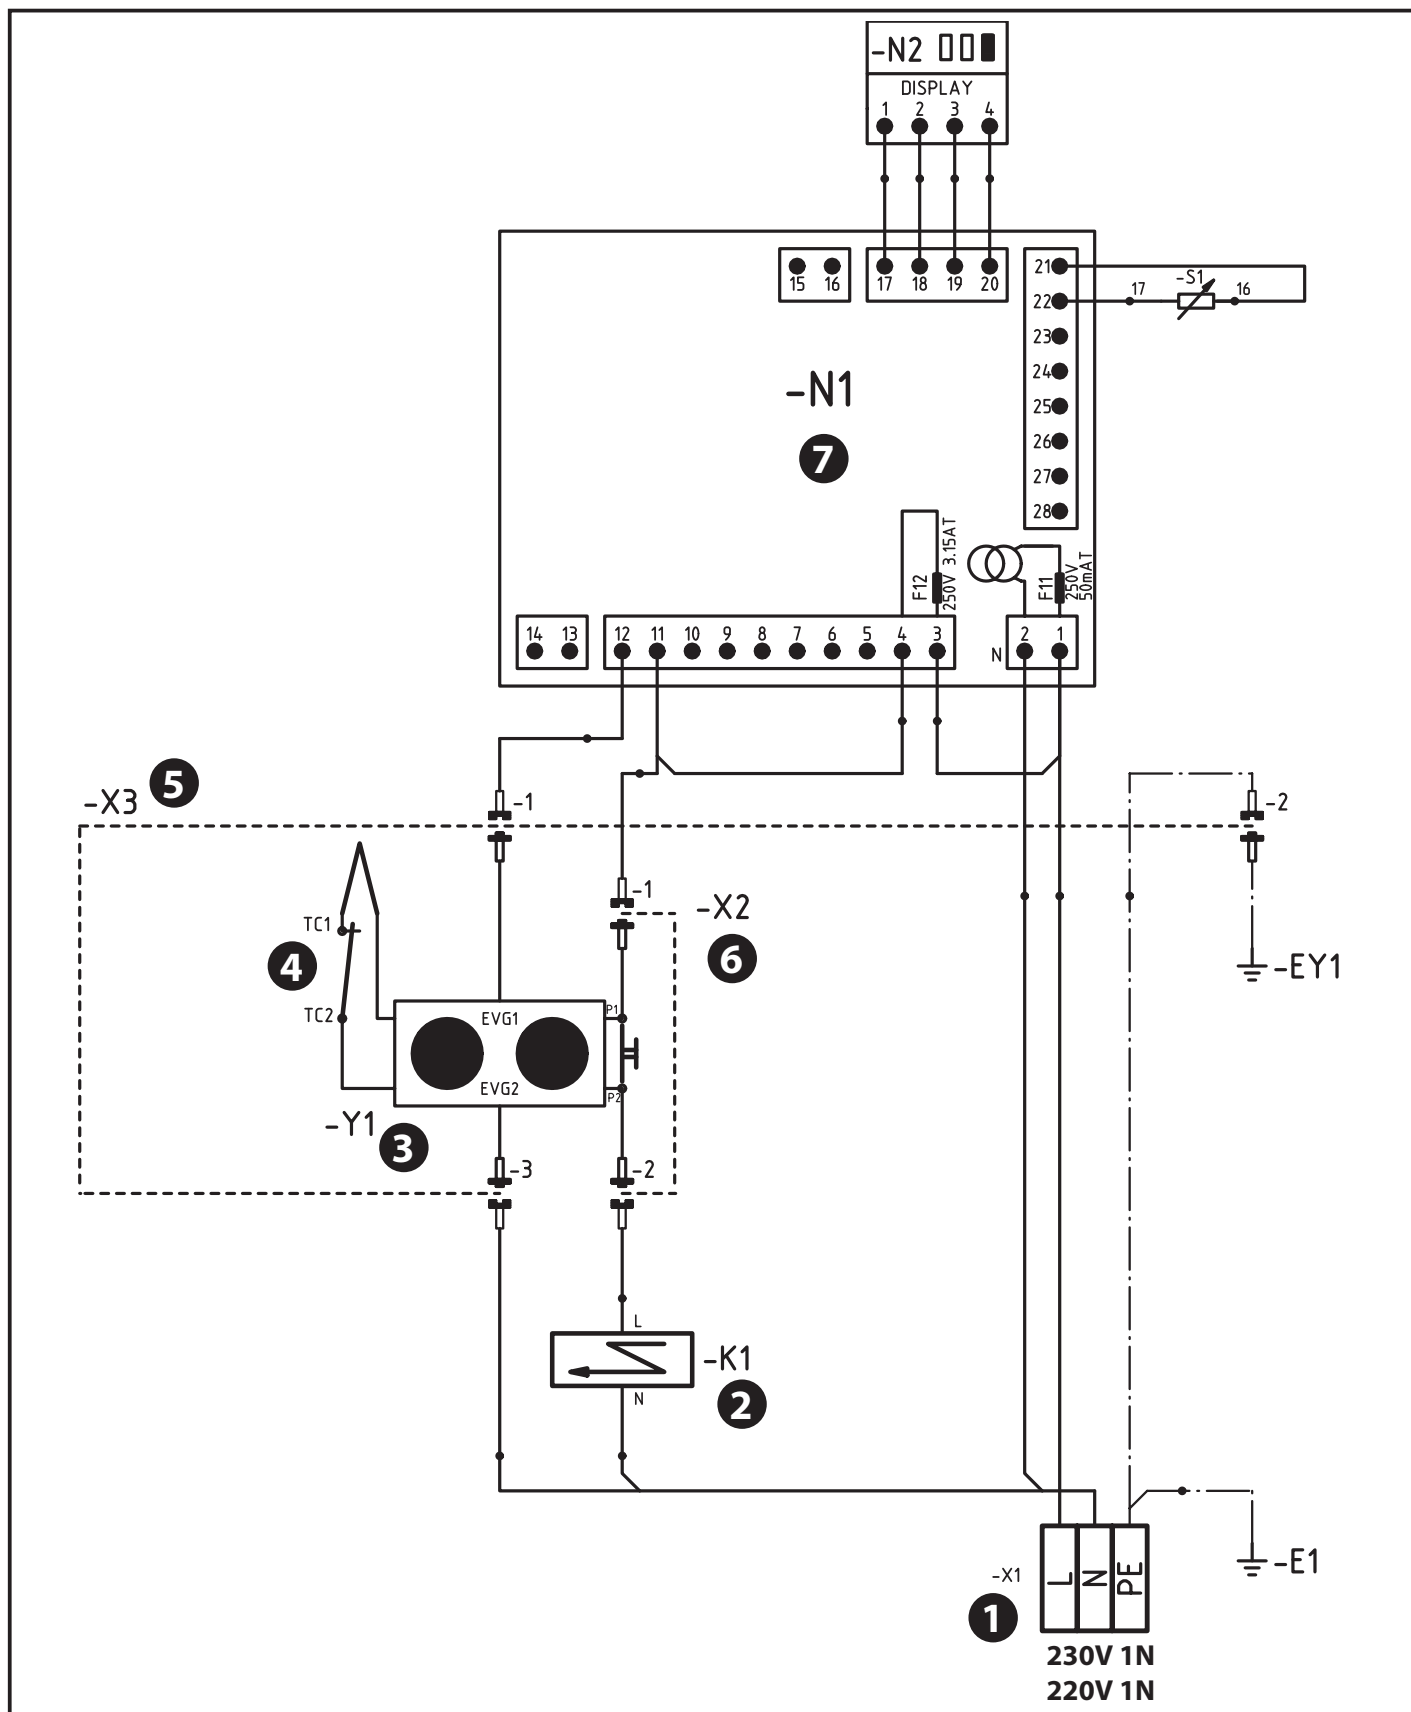 -N2
DISPLAY
1 2 3 4
15 16 17 18 19 20
21
22
23
24
25
26
27
28
17 -S1 16
-N1
7
F12
250V 3.15AT
F11
250V
50mAT
14 13 12 11 10 9 8 7 6 5 4 3 N 2 1
-X3 5
-1
-2
-1
-X2
6
TC1
4
TC2
EVG1
EVG2
P1
P2
-EY1
-Y1
3
-3
-2
L
-K1
N
2
-E1
-X1
1
L N PE
230V 1N
220V 1N